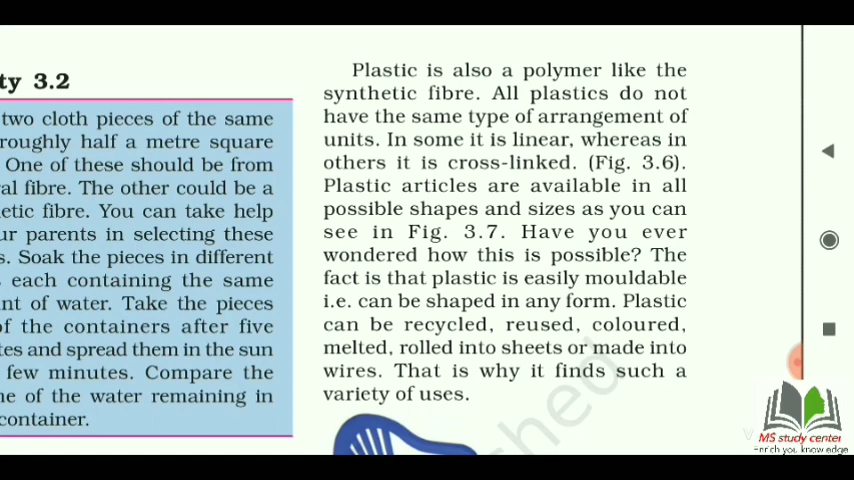 ty 3.2
two cloth pieces of the same
roughly half a metre square
One of these should be from
al fibre. The other could be a
etic fibre. You can take help
ur parents in selecting these
s. Soak the pieces in different
each containing the same
nt of water. Take the pieces
of the containers after five
tes and spread them in the sun
few minutes. Compare the
me of the water remaining in
container.
Plastic is also a polymer like the
synthetic fibre. All plastics do not
have the same type of arrangement of
units. In some it is linear, whereas in
others it is cross-linked. (Fig. 3.6).
Plastic articles are available in all
possible shapes and sizes as you can
see in Fig. 3.7. Have you ever
wondered how this is possible? The
fact is that plastic is easily mouldable
i.e. can be shaped in any form. Plastic
can be recycled, reused, coloured,
melted, rolled into sheets or made into
wires. That is why it finds such a
variety of uses.
shed
MS study center
Enrich you knowledge